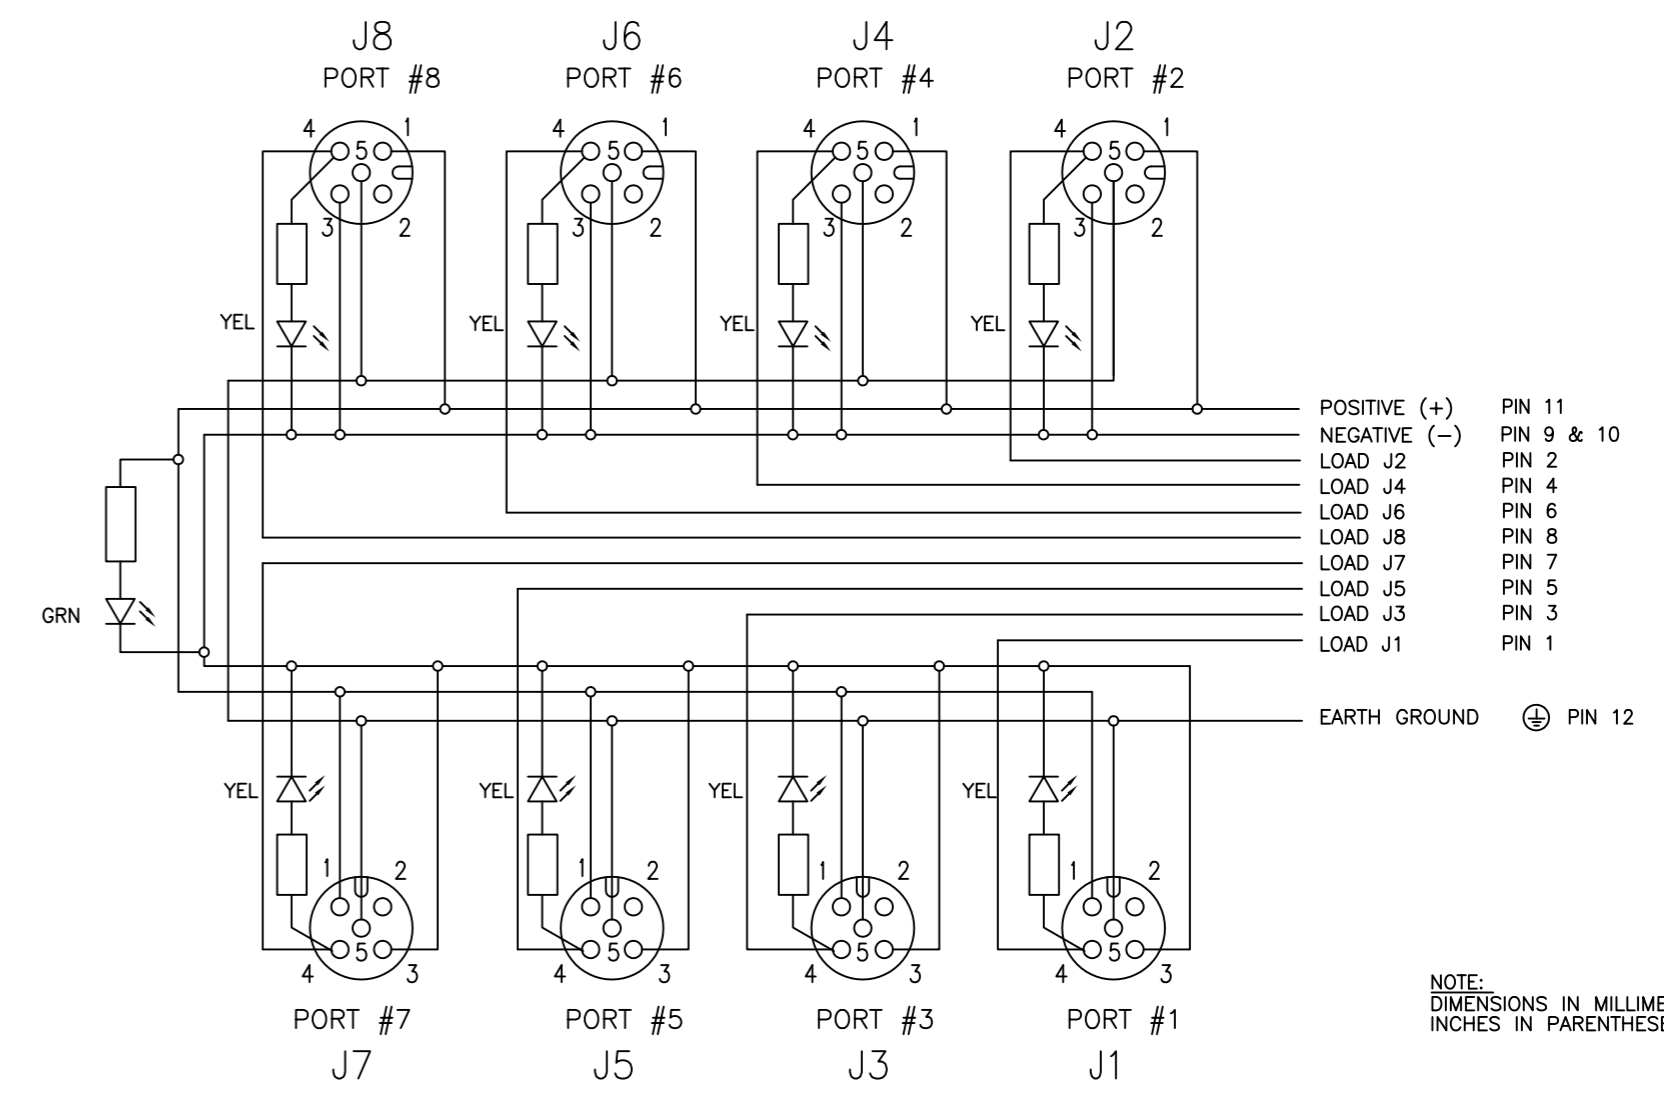 J8 J6 J4 J2
PORT #8 PORT #6 PORT #4 PORT #2
4 1 4 1 4 1 4 1
5 5 5 5
3 2 3 2 3 2 3 2
YEL YEL YEL YEL
POSITIVE (+) PIN 11
NEGATIVE (-) PIN 9 & 10
LOAD J2 PIN 2
LOAD J4 PIN 4
LOAD J6 PIN 6
LOAD J8 PIN 8
LOAD J7 PIN 7
LOAD J5 PIN 5
LOAD J3 PIN 3
GRN
LOAD J1 PIN 1
EARTH GROUND PIN 12
YEL YEL YEL YEL
1 2 1 2 1 2 1 2
5 5 5 5
4 3 4 3 4 3 4 3
PORT #7 PORT #5 PORT #3 PORT #1
J7 J5 J3 J1
NOTE:
DIMENSIONS IN MILLIME
INCHES IN PARENTHESE